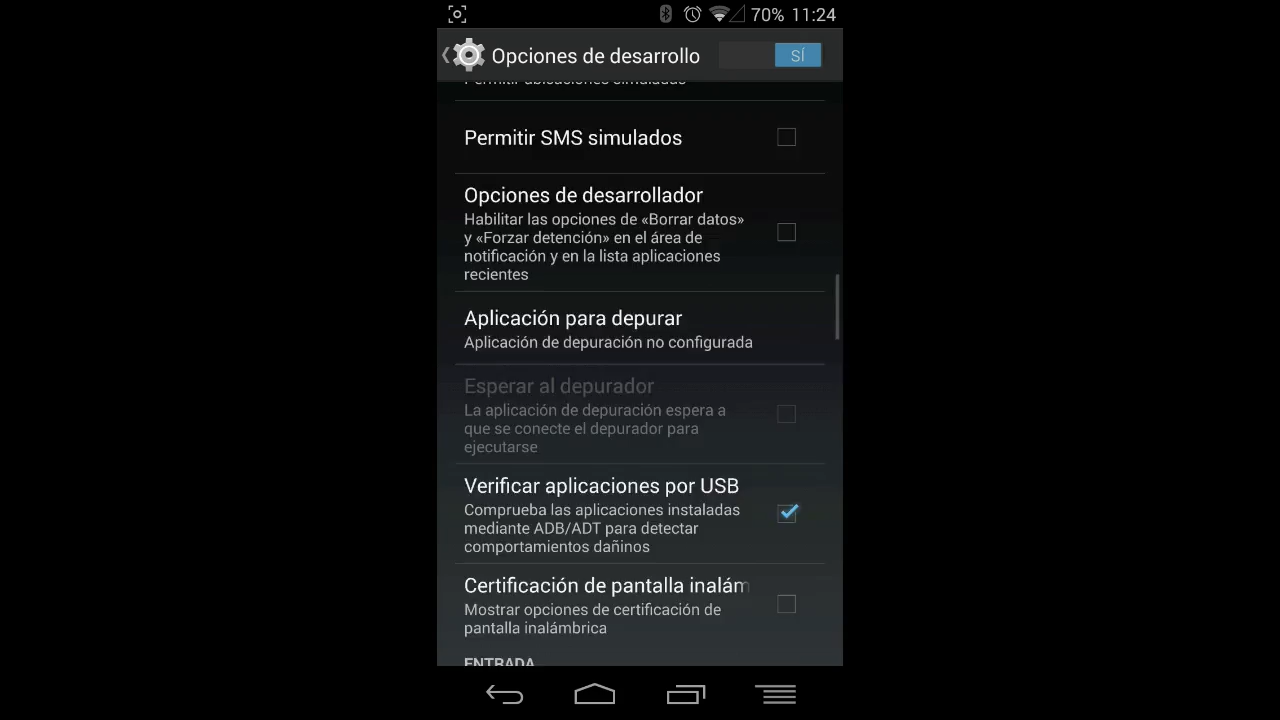 70% 11:24
Opciones de desarrollo SÍ
Permitir ubicaciones simuladas
Permitir SMS simulados
Opciones de desarrollador
Habilitar las opciones de «Borrar datos»
y «Forzar detención» en el área de
notificación y en la lista aplicaciones
recientes
Aplicación para depurar
Aplicación de depuración no configurada
Esperar al depurador
La aplicación de depuración espera a
que se conecte el depurador para
ejecutarse
Verificar aplicaciones por USB
Comprueba las aplicaciones instaladas
mediante ADB/ADT para detectar
comportamientos dañinos
Certificación de pantalla inalám
Mostrar opciones de certificación de
pantalla inalámbrica
ENTRADA